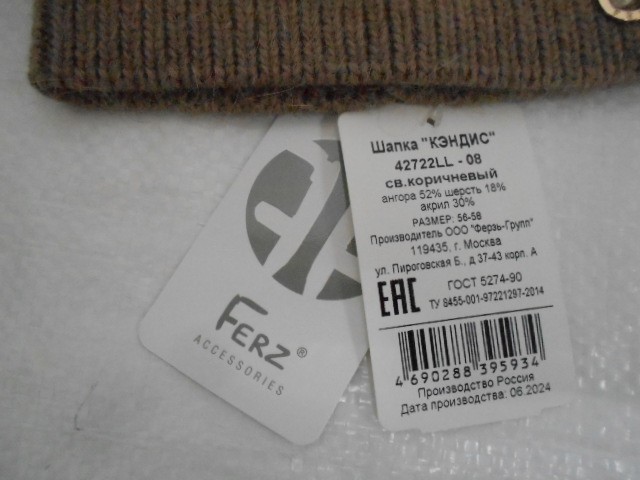 Шапка "КЭНДИС"
42722LL - 08
св.коричневый
ангора 52% шерсть 18%
акрил 30%
РАЗМЕР: 56-58
Производитель ООО "Ферзь-Групп"
119435, г. Москва
ул. Пироговская Б., д 37-43 корп. А
EAC
ГОСТ 5274-90
ТУ 8455-001-97221297-2014
4 690288 395934
Производство Россия
Дата производства: 06.2024
FERZ®
ACCESSORIES